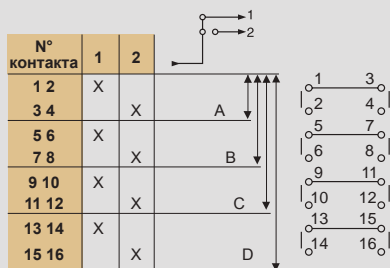 1
2
N°
контакта 1 2
1 2 X
3 4 X A
5 6 X
7 8 X B
9 10 X
11 12 X C
13 14 X
15 16 X D
1 3
2 4
5 7
6 8
9 11
10 12
13 15
14 16